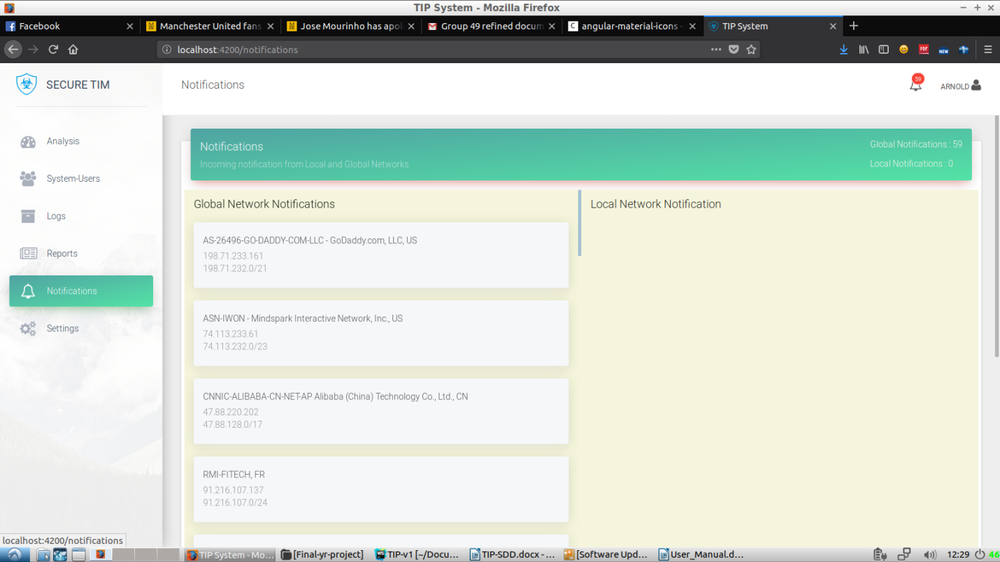 TIP System - Mozilla Firefox
Facebook
Manchester United fans
Jose Mourinho has apol
Group 49 refined docum
C angular-material-icons -
TIP System
localhost:4200/notifications
PDF
NEW
SECURE TIM
Notifications
59
ARNOLD
Analysis
System-Users
Logs
Reports
Notifications
Settings
Notifications
Incoming notification from Local and Global Networks
Global Notifications : 59
Local Notifications : 0
Global Network Notifications
AS-26496-GO-DADDY-COM-LLC - GoDaddy.com, LLC, US
198.71.233.161
198.71.232.0/21
ASN-IWON - Mindspark Interactive Network, Inc., US
74.113.233.61
74.113.232.0/23
CNNIC-ALIBABA-CN-NET-AP Alibaba (China) Technology Co., Ltd., CN
47.88.220.202
47.88.128.0/17
RMI-FITECH, FR
91.216.107.137
91.216.107.0/24
Local Network Notification
localhost:4200/notifications
TIP System - Mo...
[Final-yr-project]
TIP-v1 [~/Docu...
TIP-SDD.docx - ...
[Software Upd...
User_Manual.d...
12:29
46